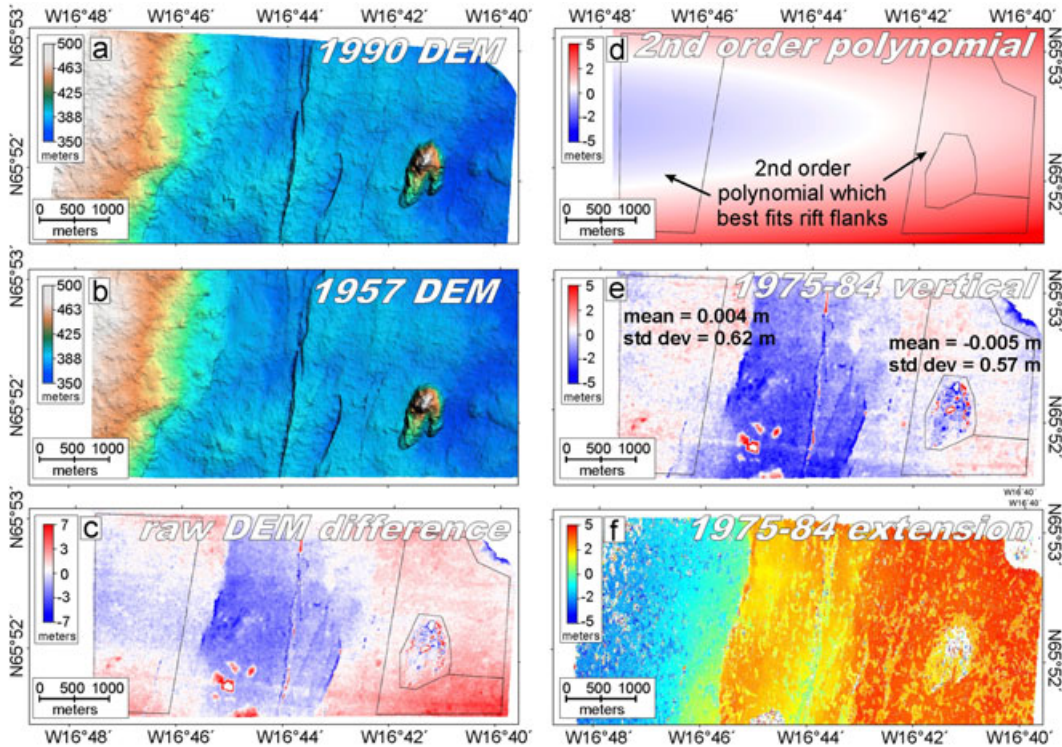 W16°48´ W16°46´ W16°44´ W16°42´ W16°40´
W16°48´ W16°46´ W16°44´ W16°42´ W16°40´
N65°53´
N65°52´
a
1990 DEM
500
463
425
388
350
meters
0 500 1000
meters
N65°53´
N65°52´
b
1957 DEM
500
463
425
388
350
meters
0 500 1000
meters
N65°53´
N65°52´
c
raw DEM difference
7
3
0
-3
-7
meters
0 500 1000
meters
W16°48´ W16°46´ W16°44´ W16°42´ W16°40´
d
2nd order polynomial
5
2
0
-2
-5
meters
2nd order
polynomial which
best fits rift flanks
0 500 1000
meters
N65°53´
N65°52´
e
1975-84 vertical
5
2
0
-2
-5
meters
mean = 0.004 m
std dev = 0.62 m
mean = -0.005 m
std dev = 0.57 m
0 500 1000
meters
N65°53´
N65°52´
W16°40´
W16°40´
f
1975-84 extension
5
2
0
-2
-5
meters
0 500 1000
meters
N65°53´
N65°52´
W16°48´ W16°46´ W16°44´ W16°42´ W16°40´